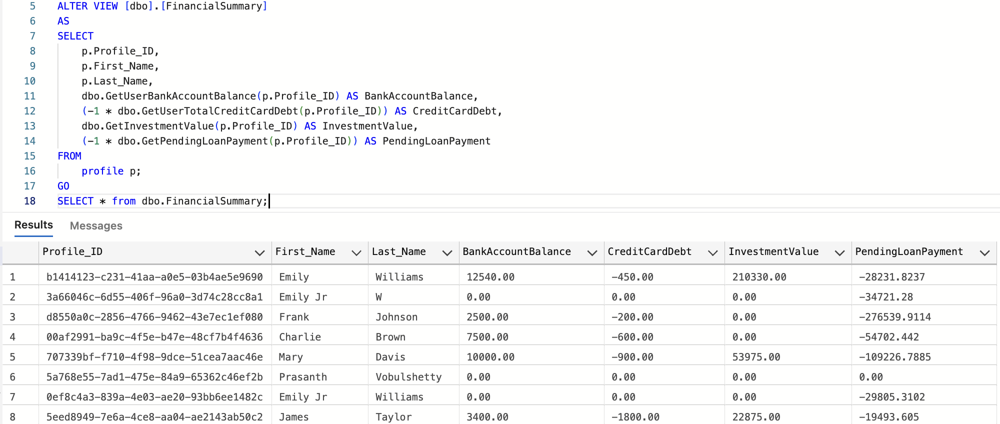 5 ALTER VIEW [dbo].[FinancialSummary]
6 AS
7 SELECT
8 p.Profile_ID,
9 p.First_Name,
10 p.Last_Name,
11 dbo.GetUserBankAccountBalance(p.Profile_ID) AS BankAccountBalance,
12 (-1 * dbo.GetUserTotalCreditCardDebt(p.Profile_ID)) AS CreditCardDebt,
13 dbo.GetInvestmentValue(p.Profile_ID) AS InvestmentValue,
14 (-1 * dbo.GetPendingLoanPayment(p.Profile_ID)) AS PendingLoanPayment
15 FROM
16 profile p;
17 GO
18 SELECT * from dbo.FinancialSummary;
Results Messages
Profile_ID First_Name Last_Name BankAccountBalance CreditCardDebt InvestmentValue PendingLoanPayment
1 b1414123-c231-41aa-a0e5-03b4ae5e9690 Emily Williams 12540.00 -450.00 210330.00 -28231.8237
2 3a66046c-6d55-406f-96a0-3d74c28cc8a1 Emily Jr W 0.00 0.00 0.00 -34721.28
3 d8550a0c-2856-4766-9462-43e7ec1ef080 Frank Johnson 2500.00 -200.00 0.00 -276539.9114
4 00af2991-ba9c-4f5e-b47e-48cf7b4f4636 Charlie Brown 7500.00 -600.00 0.00 -54702.442
5 707339bf-f710-4f98-9dce-51cea7aac46e Mary Davis 10000.00 -900.00 53975.00 -109226.7885
6 5a768e55-7ad1-475e-84a9-65362c46ef2b Prasanth Vobulshetty 0.00 0.00 0.00 0.00
7 0ef8c4a3-839a-4e03-ae20-93bb6ee1482c Emily Jr Williams 0.00 0.00 0.00 -29805.3102
8 5eed8949-7e6a-4ce8-aa04-ae2143ab50c2 James Taylor 3400.00 -1800.00 22875.00 -19493.605